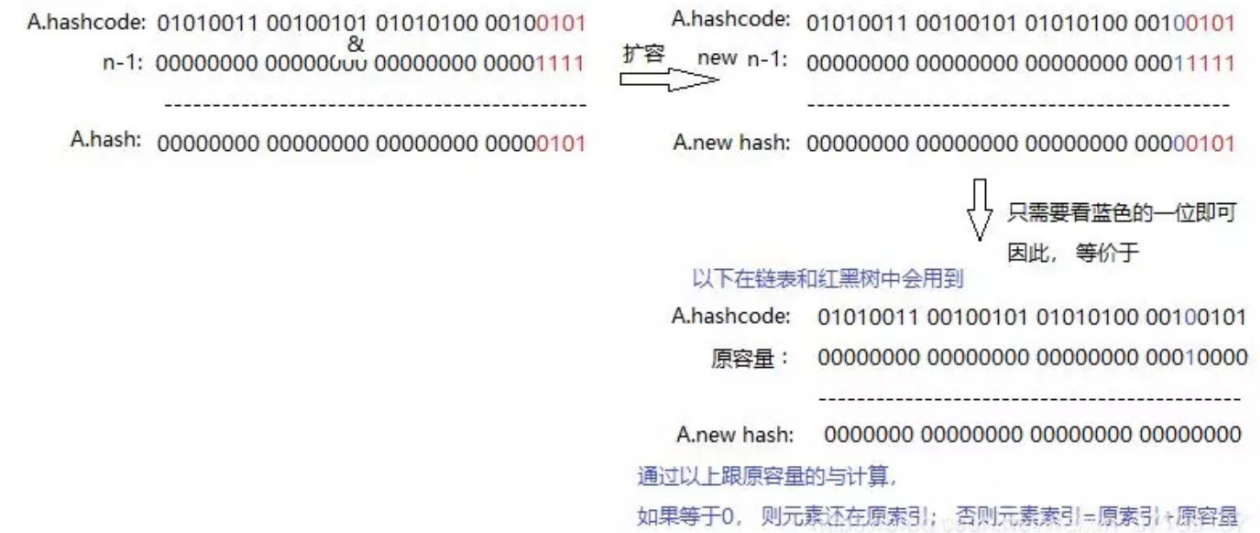 A.hashcode: 01010011 00100101 01010100 00100101
&
n-1: 00000000 00000000 00000000 00001111
---------------------------------------------
A.hash: 00000000 00000000 00000000 00000101
扩容
A.hashcode: 01010011 00100101 01010100 00100101
new n-1: 00000000 00000000 00000000 00011111
---------------------------------------------
A.new hash: 00000000 00000000 00000000 00000101
只需要看蓝色的一位即可
因此， 等价于
以下在链表和红黑树中会用到
A.hashcode: 01010011 00100101 01010100 00100101
原容量： 00000000 00000000 00000000 00010000
---------------------------------------------
A.new hash: 0000000 00000000 00000000 00000000
通过以上跟原容量的与计算，
如果等于0， 则元素还在原索引； 否则元素索引=原索引+原容量